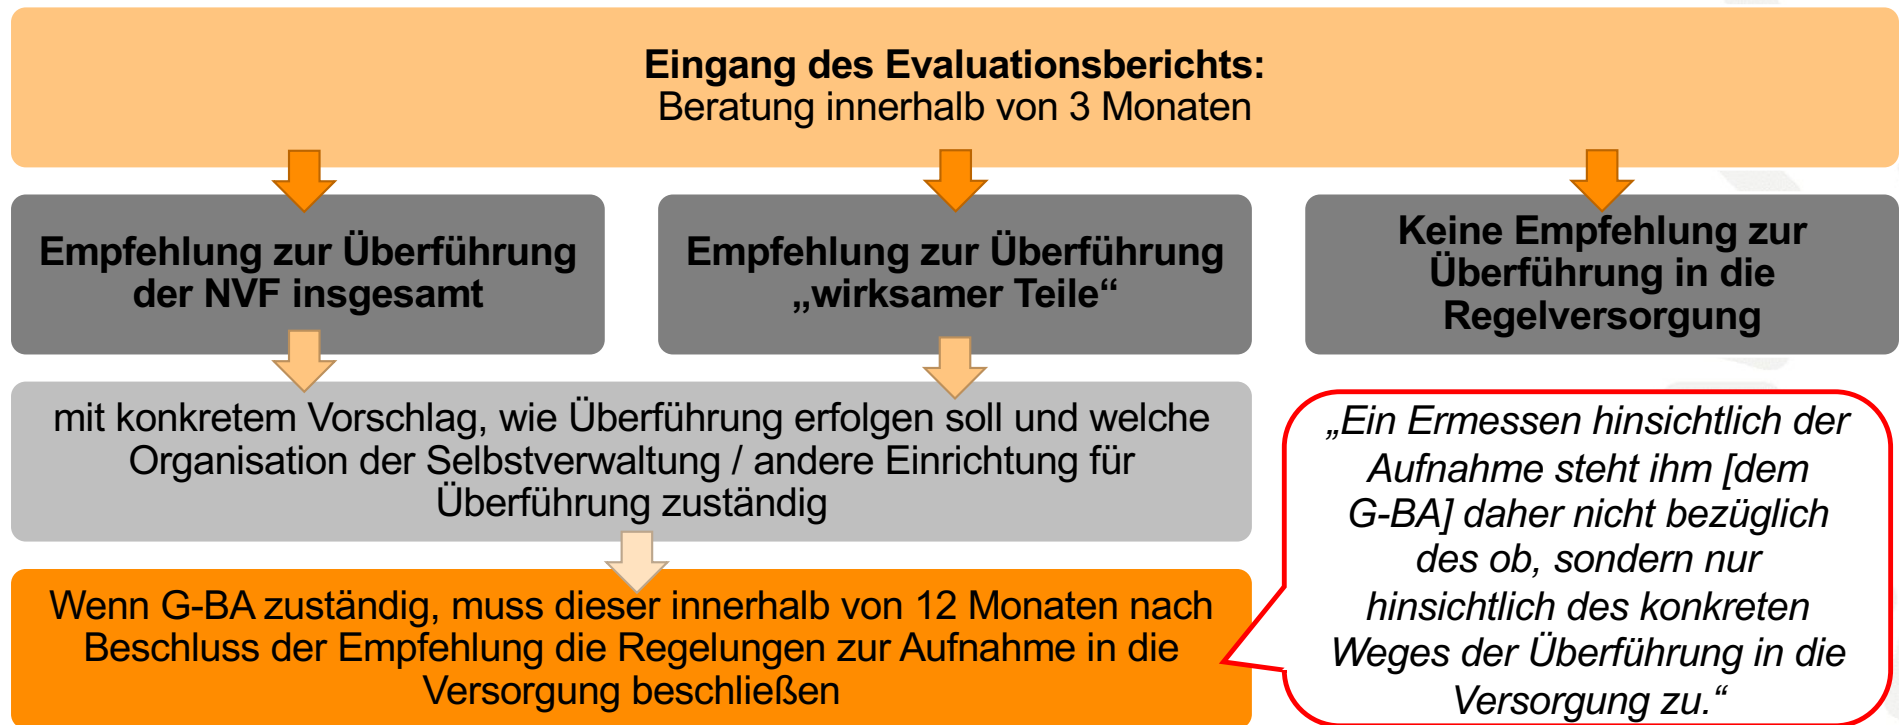 Eingang des Evaluationsberichts:
Beratung innerhalb von 3 Monaten
Empfehlung zur Überführung
der NVF insgesamt
Empfehlung zur Überführung
„wirksamer Teile“
Keine Empfehlung zur
Überführung in die
Regelversorgung
mit konkretem Vorschlag, wie Überführung erfolgen soll und welche
Organisation der Selbstverwaltung / andere Einrichtung für
Überführung zuständig
Wenn G-BA zuständig, muss dieser innerhalb von 12 Monaten nach
Beschluss der Empfehlung die Regelungen zur Aufnahme in die
Versorgung beschließen
„Ein Ermessen hinsichtlich der
Aufnahme steht ihm [dem
G-BA] daher nicht bezüglich
des ob, sondern nur
hinsichtlich des konkreten
Weges der Überführung in die
Versorgung zu.“